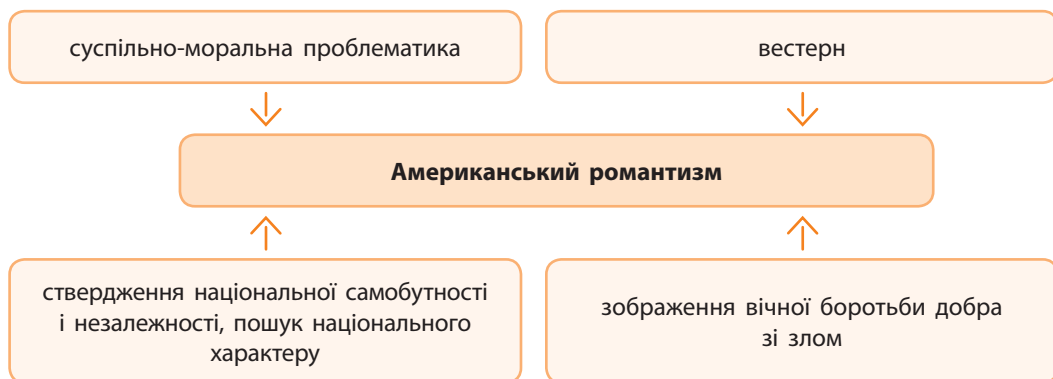 суспільно-моральна проблематика
вестерн
Американський романтизм
ствердження національної самобутності
і незалежності, пошук національного
характеру
зображення вічної боротьби добра
зі злом